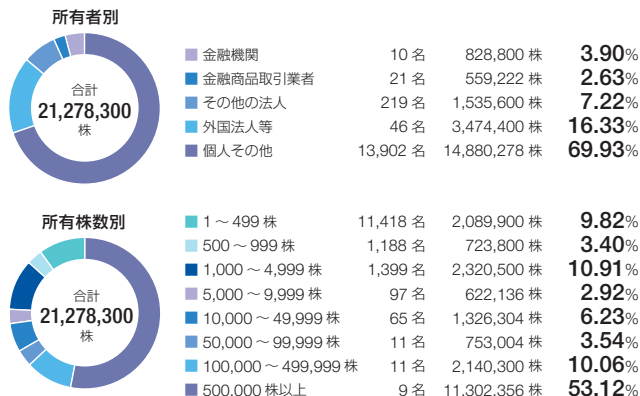 所有者別
合計
21,278,300
株
金融機関 10名 828,800株 3.90%
金融商品取引業者 21名 559,222株 2.63%
その他の法人 219名 1,535,600株 7.22%
外国法人等 46名 3,474,400株 16.33%
個人その他 13,902名 14,880,278株 69.93%
所有株数別
合計
21,278,300
株
1～499株 11,418名 2,089,900株 9.82%
500～999株 1,188名 723,800株 3.40%
1,000～4,999株 1,399名 2,320,500株 10.91%
5,000～9,999株 97名 622,136株 2.92%
10,000～49,999株 65名 1,326,304株 6.23%
50,000～99,999株 11名 753,004株 3.54%
100,000～499,999株 11名 2,140,300株 10.06%
500,000株以上 9名 11,302,356株 53.12%